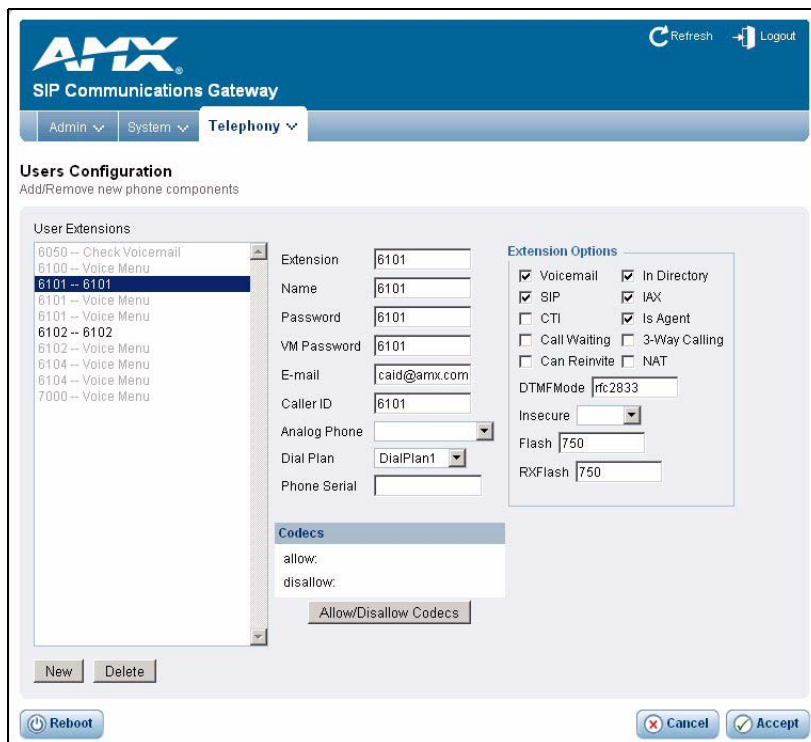 AMX®
SIP Communications Gateway
Refresh
Logout
Admin
System
Telephony
Users Configuration
Add/Remove new phone components
User Extensions
6050 -- Check Voicemail
6100 -- Voice Menu
6101 -- 6101
6101 -- Voice Menu
6101 -- Voice Menu
6102 -- 6102
6102 -- Voice Menu
6104 -- Voice Menu
6104 -- Voice Menu
7000 -- Voice Menu
New
Delete
Extension 6101
Name 6101
Password 6101
VM Password 6101
E-mail caid@amx.com
Caller ID 6101
Analog Phone
Dial Plan DialPlan1
Phone Serial
Codecs
allow:
disallow:
Allow/Disallow Codecs
Extension Options
Voicemail In Directory
SIP IAX
CTI Is Agent
Call Waiting 3-Way Calling
Can Reinvite NAT
DTMFMode rfc2833
Insecure
Flash 750
RXFlash 750
Reboot
Cancel
Accept